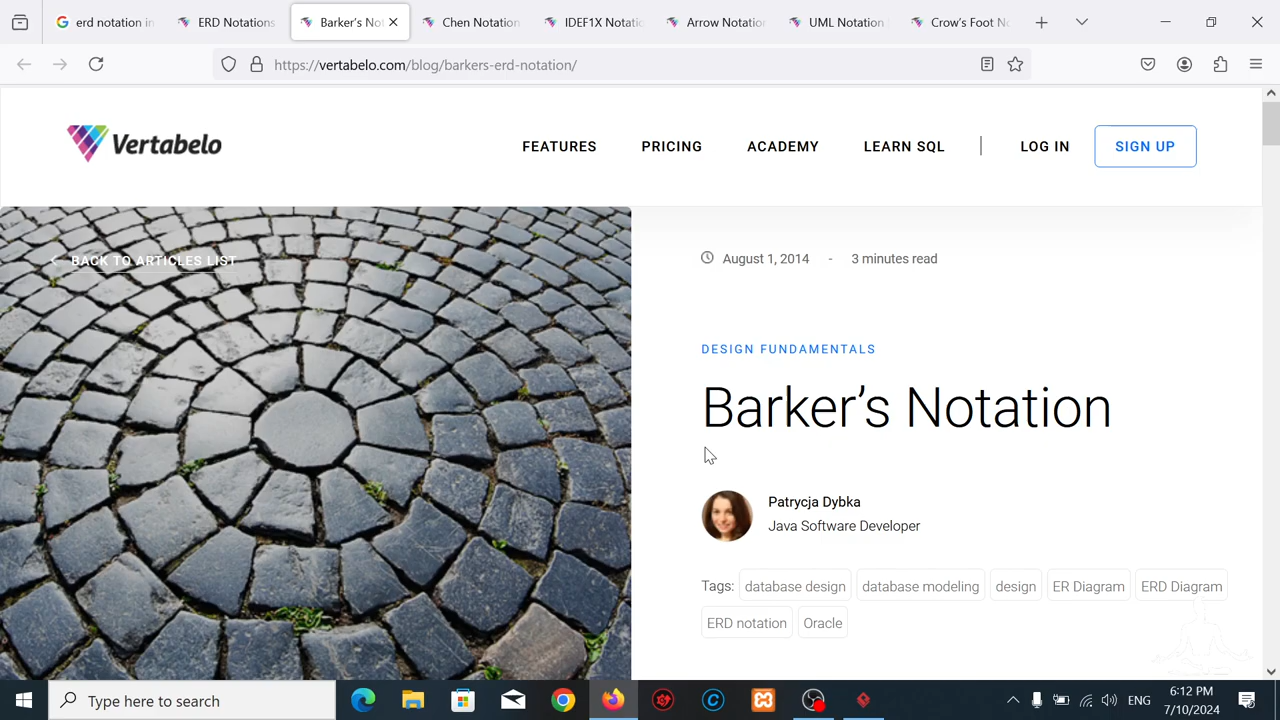 erd notation in
ERD Notations
Barker's No
Chen Notation
IDEF1X Notatio
Arrow Notation
UML Notation
Crow's Foot No
https://vertabelo.com/blog/barkers-erd-notation/
Vertabelo
FEATURES
PRICING
ACADEMY
LEARN SQL
LOG IN
SIGN UP
BACK TO ARTICLES LIST
August 1, 2014 - 3 minutes read
DESIGN FUNDAMENTALS
Barker’s Notation
Patrycja Dybka
Java Software Developer
Tags: database design database modeling design ER Diagram ERD Diagram
ERD notation Oracle
Type here to search
ENG
6:12 PM
7/10/2024